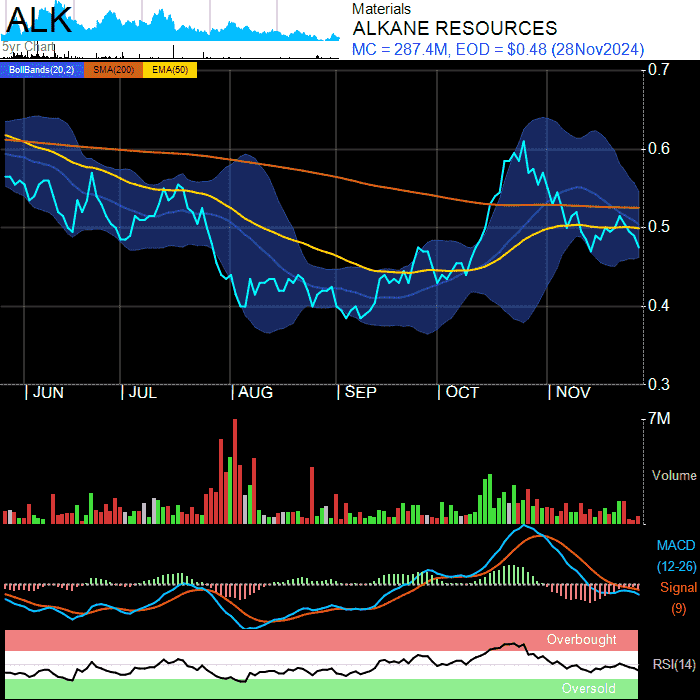 ALK
5yr Chart
Materials
ALKANE RESOURCES
MC = 287.4M, EOD = $0.48 (28Nov2024)
BollBands(20,2) SMA(200) EMA(50)
0.7
0.6
0.5
0.4
0.3
JUN JUL AUG SEP OCT NOV
7M
Volume
MACD
(12-26)
Signal
(9)
Overbought
RSI(14)
Oversold